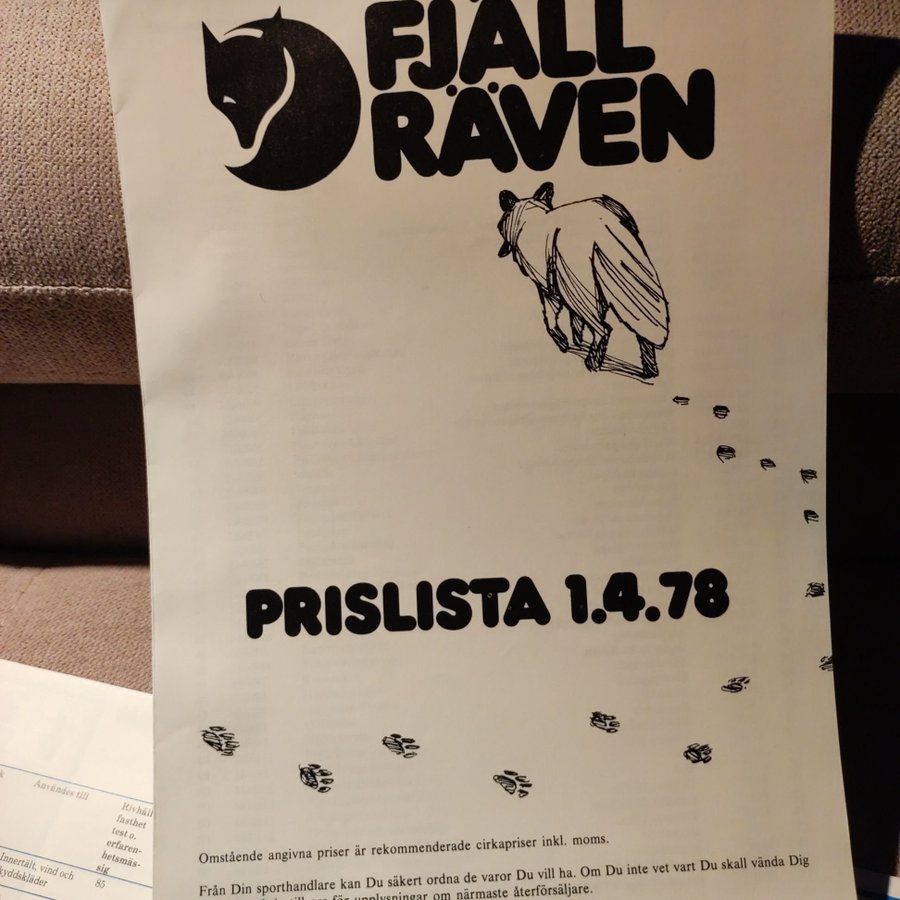 FJÄLL
RÄVEN
PRISLISTA 1.4.78
Omstående angivna priser är rekommenderade cirkapriser inkl. moms.
Från Din sporthandlare kan Du säkert ordna de varor Du vill ha. Om Du inte vet vart Du skall vända Dig
för upplysningar om närmaste återförsäljare.
Användes till
Rivhåll
fasthet
test o.
erfaren-
hetsmäs-
sig
Innertält, vind och
kyddskläder
85